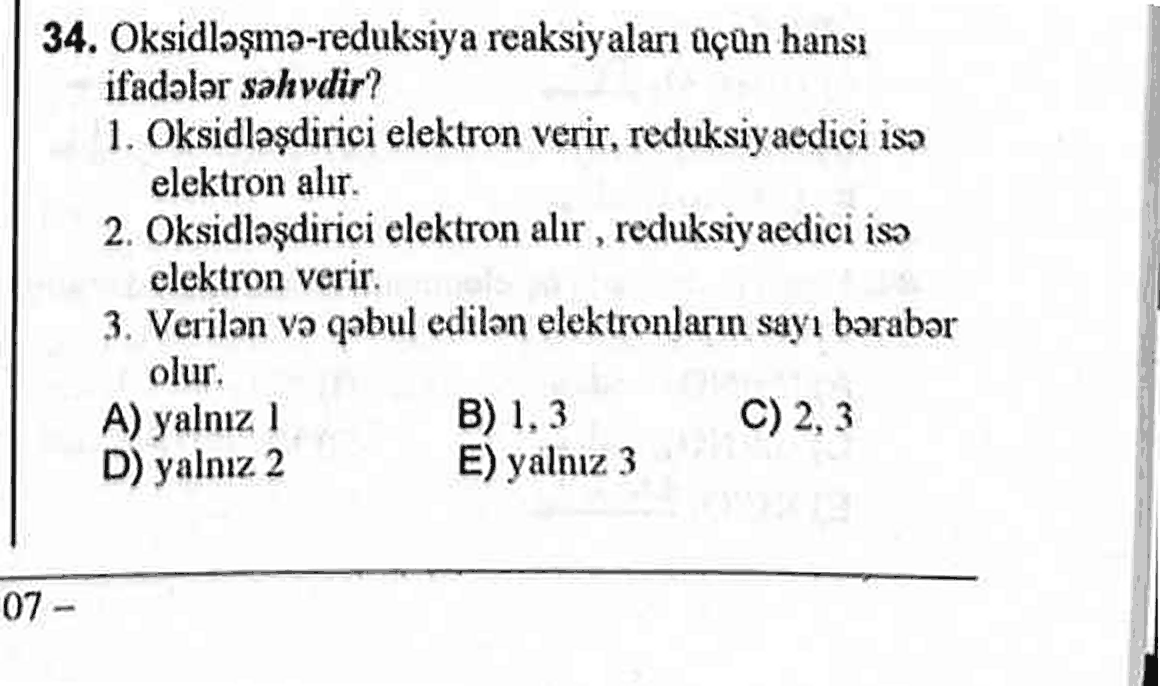 34. Oksidləşmə-reduksiya reaksiyaları üçün hansı
ifadələr səhvdir?
1. Oksidləşdirici elektron verir, reduksiyaedici isə
elektron alır.
2. Oksidləşdirici elektron alır , reduksiyaedici isə
elektron verir.
3. Verilən və qəbul edilən elektronların sayı bərabər
olur.
A) yalnız 1 B) 1, 3 C) 2, 3
D) yalnız 2 E) yalnız 3
07 –